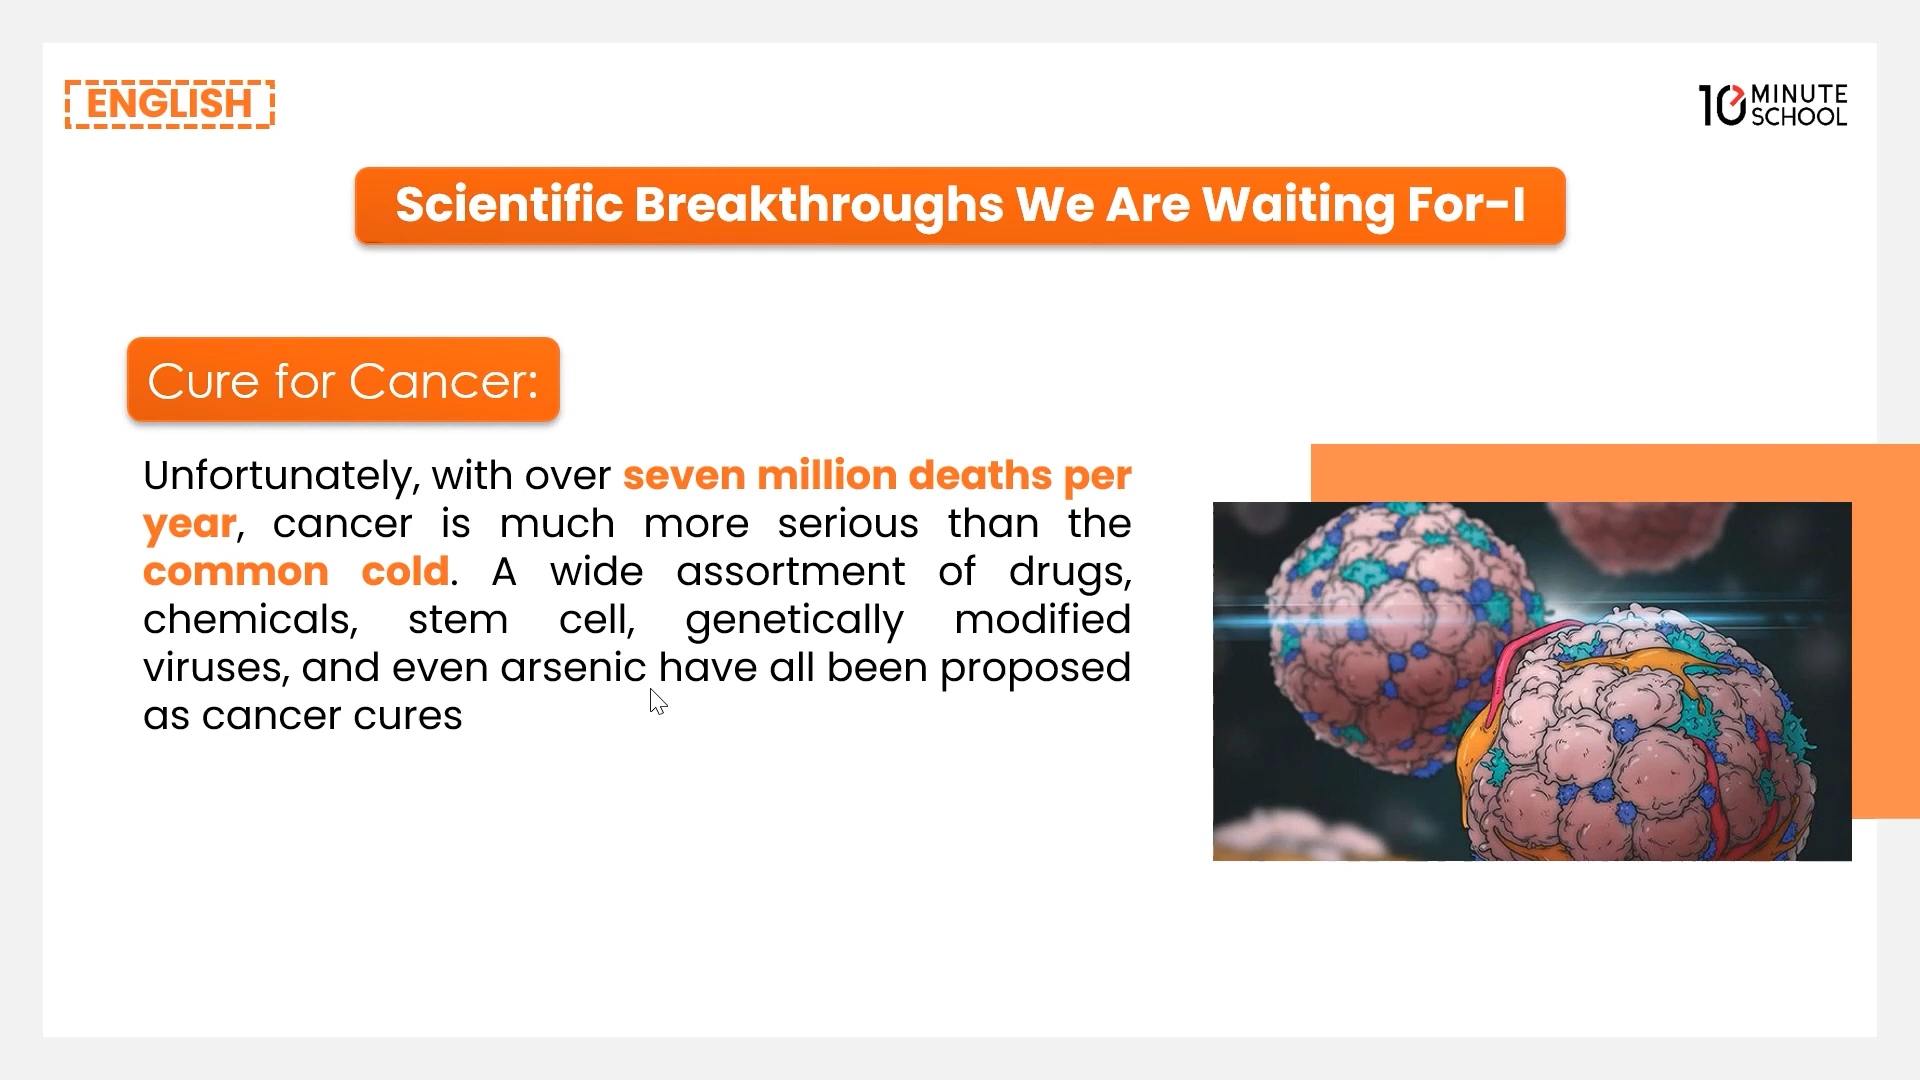 ENGLISH
10 MINUTE
SCHOOL
Scientific Breakthroughs We Are Waiting For-I
Cure for Cancer:
Unfortunately, with over seven million deaths per
year, cancer is much more serious than the
common cold. A wide assortment of drugs,
chemicals, stem cell, genetically modified
viruses, and even arsenic have all been proposed
as cancer cures